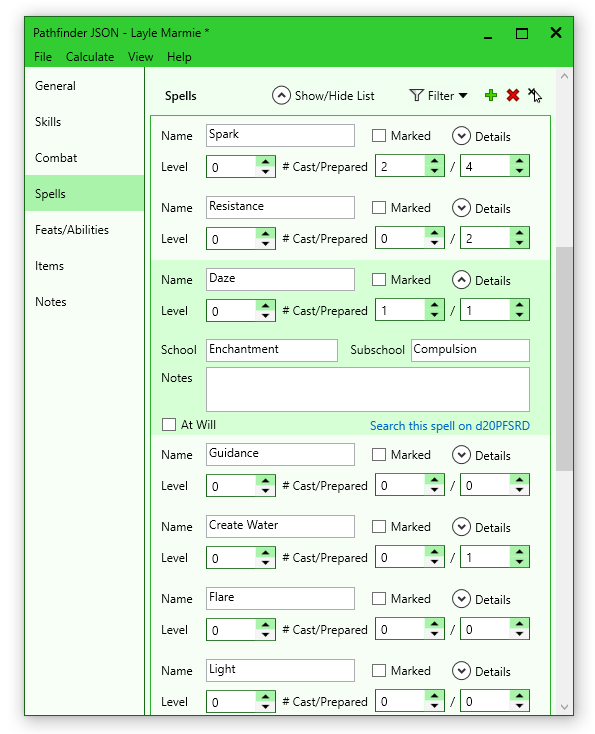 Pathfinder JSON - Layle Marmie *
File Calculate View Help
General
Skills
Combat
Spells
Feats/Abilities
Items
Notes
Spells Show/Hide List Filter
Name Spark Marked Details
Level 0 # Cast/Prepared 2 / 4
Name Resistance Marked Details
Level 0 # Cast/Prepared 0 / 2
Name Daze Marked Details
Level 0 # Cast/Prepared 1 / 1
School Enchantment Subschool Compulsion
Notes
At Will Search this spell on d20PFSRD
Name Guidance Marked Details
Level 0 # Cast/Prepared 0 / 0
Name Create Water Marked Details
Level 0 # Cast/Prepared 0 / 1
Name Flare Marked Details
Level 0 # Cast/Prepared 0 / 0
Name Light Marked Details
Level 0 # Cast/Prepared 0 / 0